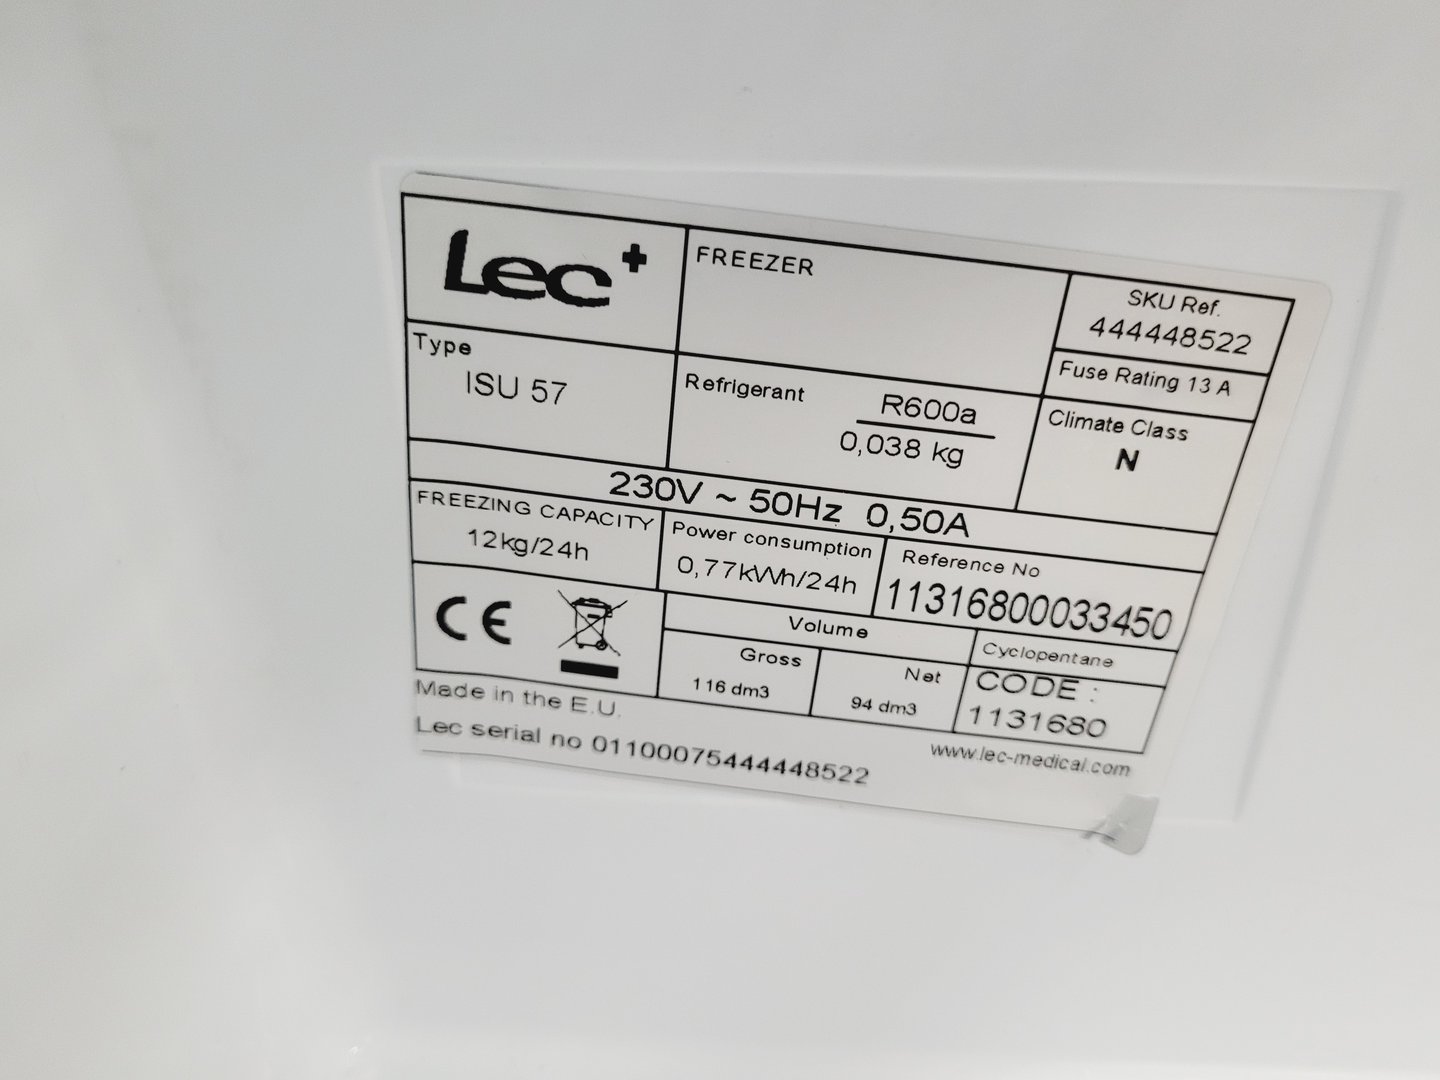 Lec+
FREEZER
SKU Ref.
444448522
Fuse Rating 13 A
Type
ISU 57
Refrigerant
R600a
0,038 kg
Climate Class
N
230V ~ 50Hz 0,50A
FREEZING CAPACITY
12kg/24h
Power consumption
0,77kWh/24h
Reference No
11316800033450
CE
Volume
Gross
116 dm3
Net
94 dm3
Cyclopentane
CODE :
1131680
Made in the E.U.
Lec serial no 01100075444448522
www.lec-medical.com